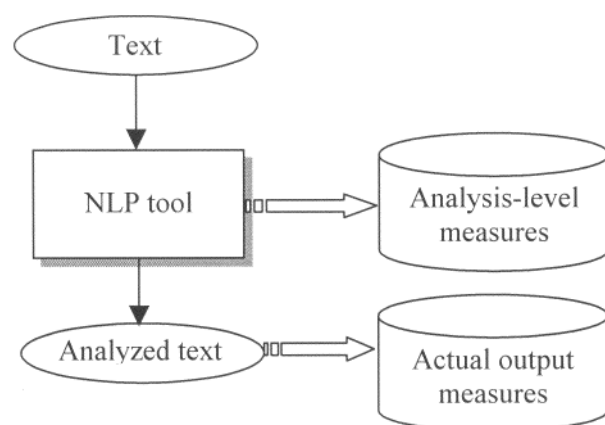 Text
NLP tool
Analysis-level
measures
Analyzed text
Actual output
measures